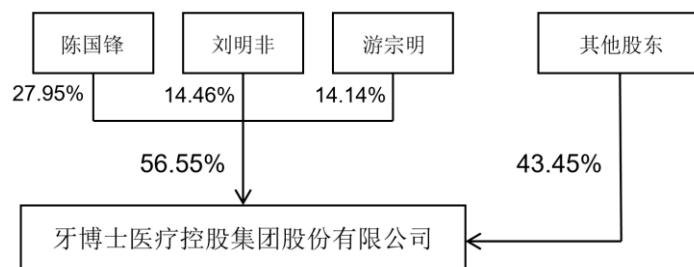 陈国锋
刘明非
游宗明
其他股东
27.95%
14.46%
14.14%
56.55%
43.45%
牙博士医疗控股集团股份有限公司